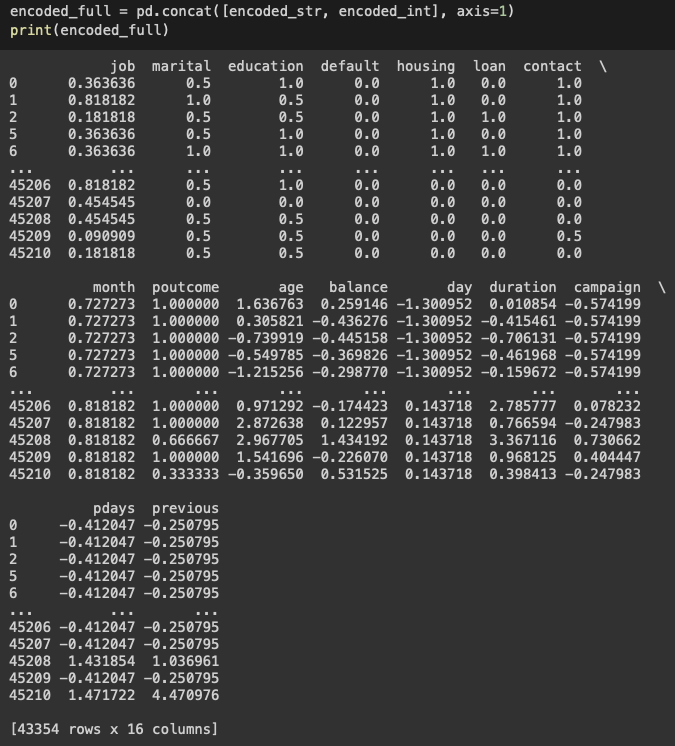 encoded_full = pd.concat([encoded_str, encoded_int], axis=1)
print(encoded_full)
            job  marital  education  default  housing  loan  contact  \
0      0.363636      0.5        1.0      0.0      1.0   0.0      1.0
1      0.818182      1.0        0.5      0.0      1.0   0.0      1.0
2      0.181818      0.5        0.5      0.0      1.0   1.0      1.0
5      0.363636      0.5        1.0      0.0      1.0   0.0      1.0
6      0.363636      1.0        1.0      0.0      1.0   1.0      1.0
...         ...      ...        ...      ...      ...   ...      ...
45206  0.818182      0.5        1.0      0.0      0.0   0.0      0.0
45207  0.454545      0.0        0.0      0.0      0.0   0.0      0.0
45208  0.454545      0.5        0.5      0.0      0.0   0.0      0.0
45209  0.090909      0.5        0.5      0.0      0.0   0.0      0.5
45210  0.181818      0.5        0.5      0.0      0.0   0.0      0.0
          month  poutcome       age   balance       day  duration  campaign  \
0      0.727273  1.000000  1.636763  0.259146 -1.300952  0.010854 -0.574199
1      0.727273  1.000000  0.305821 -0.436276 -1.300952 -0.415461 -0.574199
2      0.727273  1.000000 -0.739919 -0.445158 -1.300952 -0.706131 -0.574199
5      0.727273  1.000000 -0.549785 -0.369826 -1.300952 -0.461968 -0.574199
6      0.727273  1.000000 -1.215256 -0.298770 -1.300952 -0.159672 -0.574199
...         ...       ...       ...       ...       ...       ...       ...
45206  0.818182  1.000000  0.971292 -0.174423  0.143718  2.785777  0.078232
45207  0.818182  1.000000  2.872638  0.122957  0.143718  0.766594 -0.247983
45208  0.818182  0.666667  2.967705  1.434192  0.143718  3.367116  0.730662
45209  0.818182  1.000000  1.541696 -0.226070  0.143718  0.968125  0.404447
45210  0.818182  0.333333 -0.359650  0.531525  0.143718  0.398413 -0.247983
          pdays  previous
0     -0.412047 -0.250795
1     -0.412047 -0.250795
2     -0.412047 -0.250795
5     -0.412047 -0.250795
6     -0.412047 -0.250795
...         ...       ...
45206 -0.412047 -0.250795
45207 -0.412047 -0.250795
45208  1.431854  1.036961
45209 -0.412047 -0.250795
45210  1.471722  4.470976
[43354 rows x 16 columns]